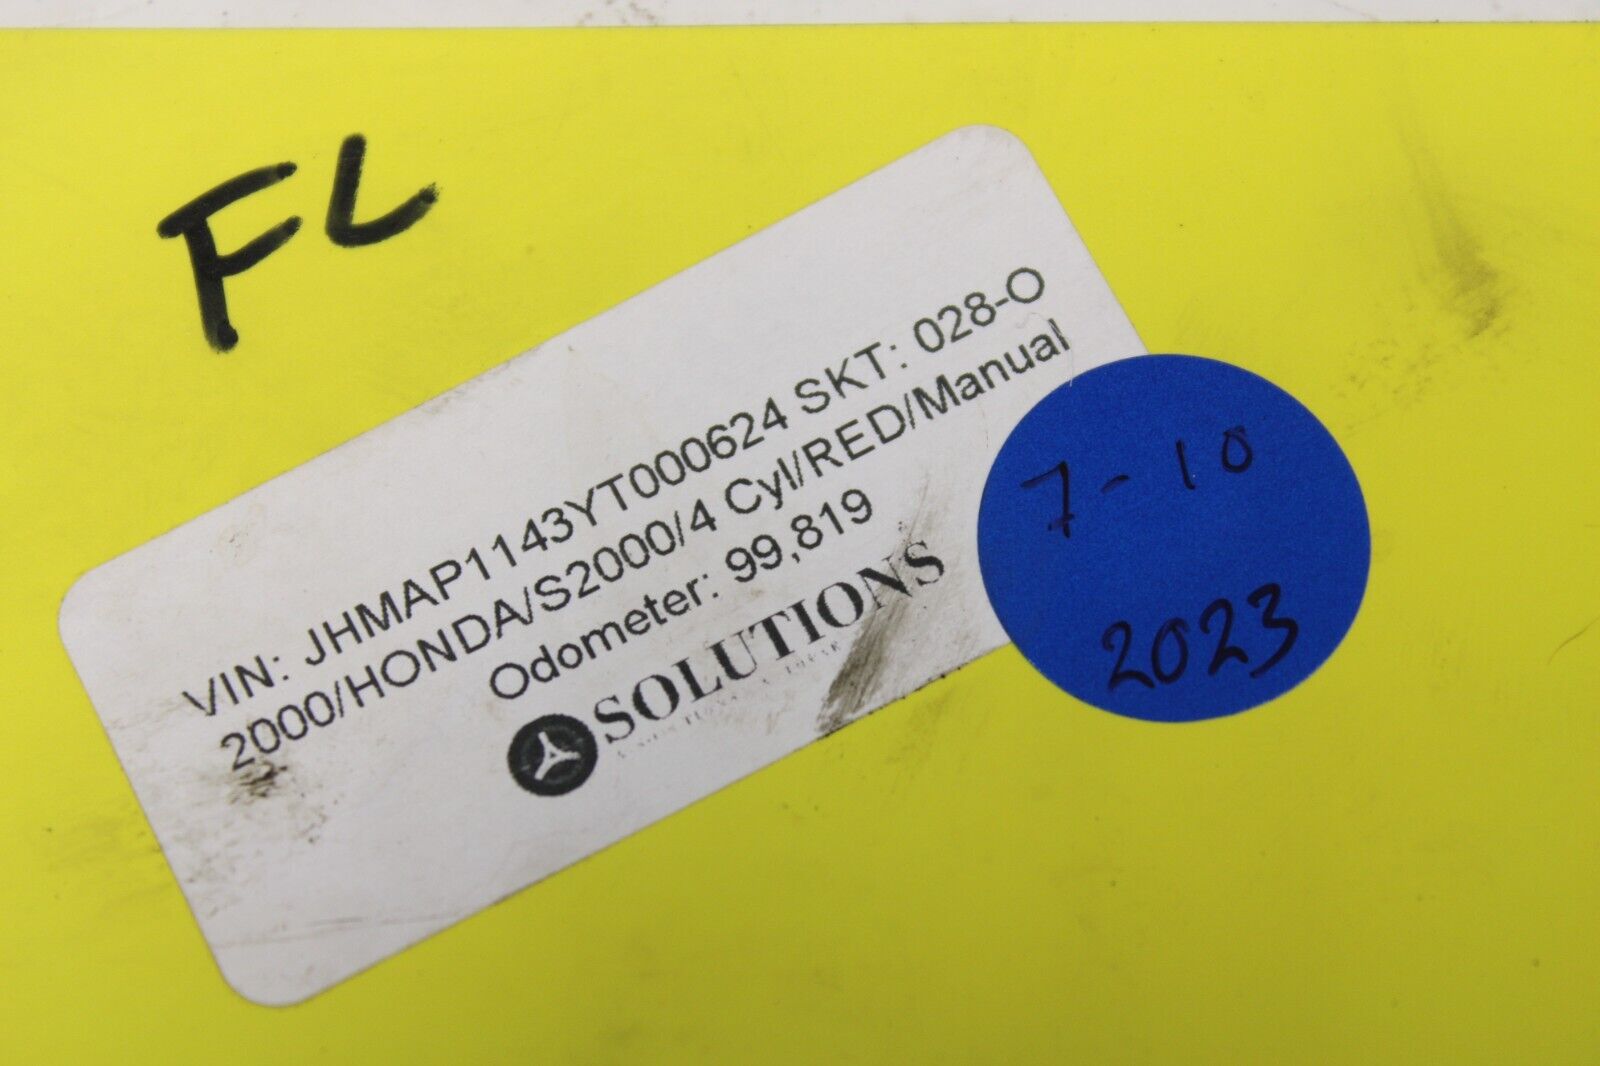 FL
VIN: JHMAP1143YT000624 SKT: 028-O
2000/HONDA/S2000/4 Cyl/RED/Manual
Odometer: 99,819
SOLUTIONS
7-10
2023